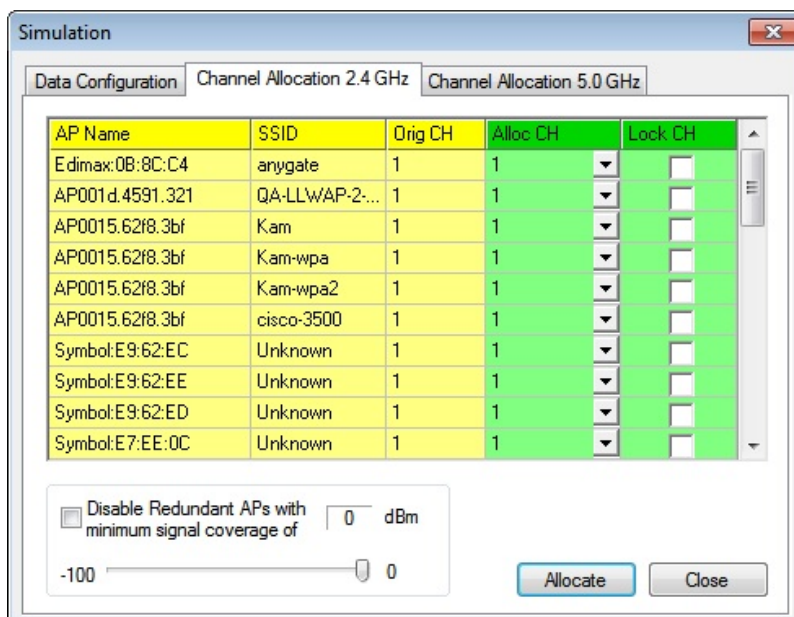 Simulation
Data Configuration Channel Allocation 2.4 GHz Channel Allocation 5.0 GHz
AP Name SSID Orig CH Alloc CH Lock CH
Edimax:0B:8C:C4 anygate 1 1
AP001d.4591.321 QA-LLWAP-2-... 1 1
AP0015.62f8.3bf Kam 1 1
AP0015.62f8.3bf Kam-wpa 1 1
AP0015.62f8.3bf Kam-wpa2 1 1
AP0015.62f8.3bf cisco-3500 1 1
Symbol:E9:62:EC Unknown 1 1
Symbol:E9:62:EE Unknown 1 1
Symbol:E9:62:ED Unknown 1 1
Symbol:E7:EE:0C Unknown 1 1
Disable Redundant APs with
minimum signal coverage of 0 dBm
-100 0
Allocate Close